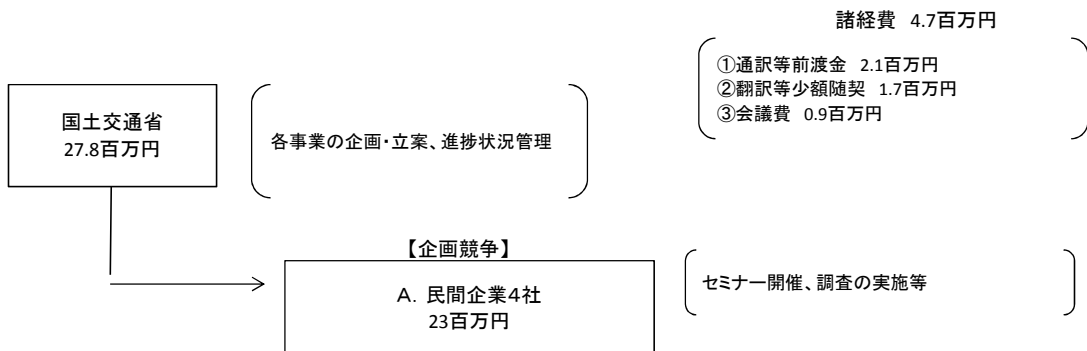 諸経費 4.7百万円
①通訳等前渡金 2.1百万円
②翻訳等少額随契 1.7百万円
③会議費 0.9百万円
国土交通省
27.8百万円
各事業の企画・立案、進捗状況管理
【企画競争】
A. 民間企業4社
23百万円
セミナー開催、調査の実施等